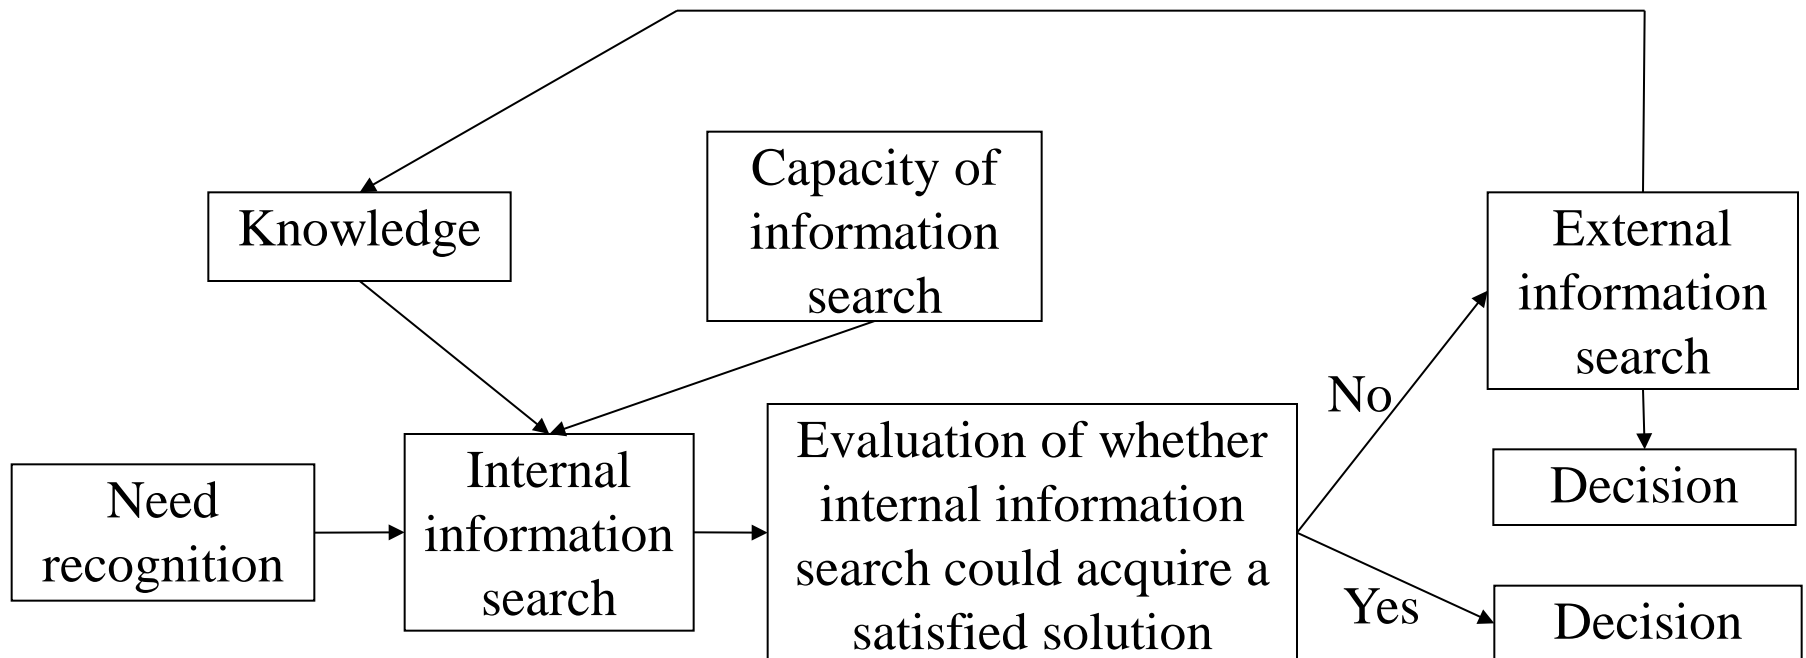 Knowledge
Capacity of
information
search
External
information
search
No
Need
recognition
Internal
information
search
Evaluation of whether
internal information
search could acquire a
satisfied solution
Decision
Yes
Decision